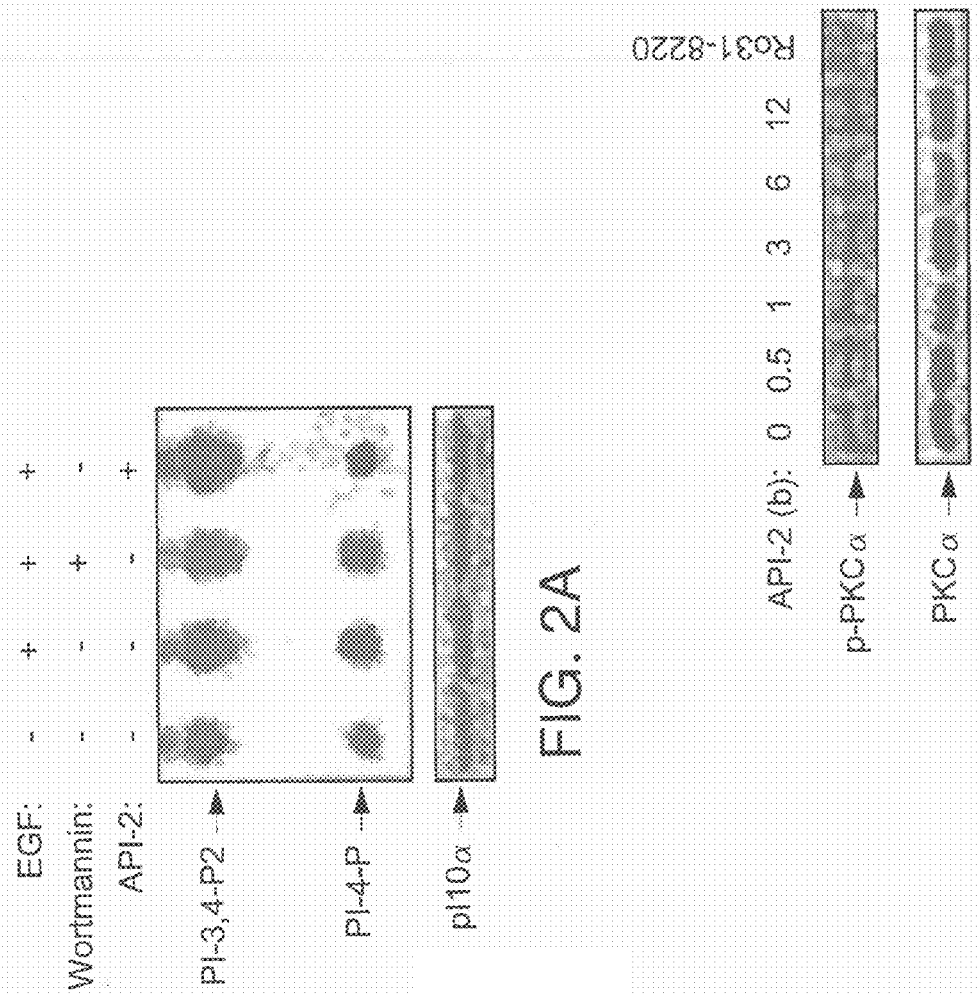 EGF: - + + +
Wortmannin: - - + -
API-2: - - - +
PI-3,4-P2
PI-4-P
pI10α
FIG. 2A
API-2 (b): 0 0.5 1 3 6 12 Ro31-8220
p-PKCα
PKCα